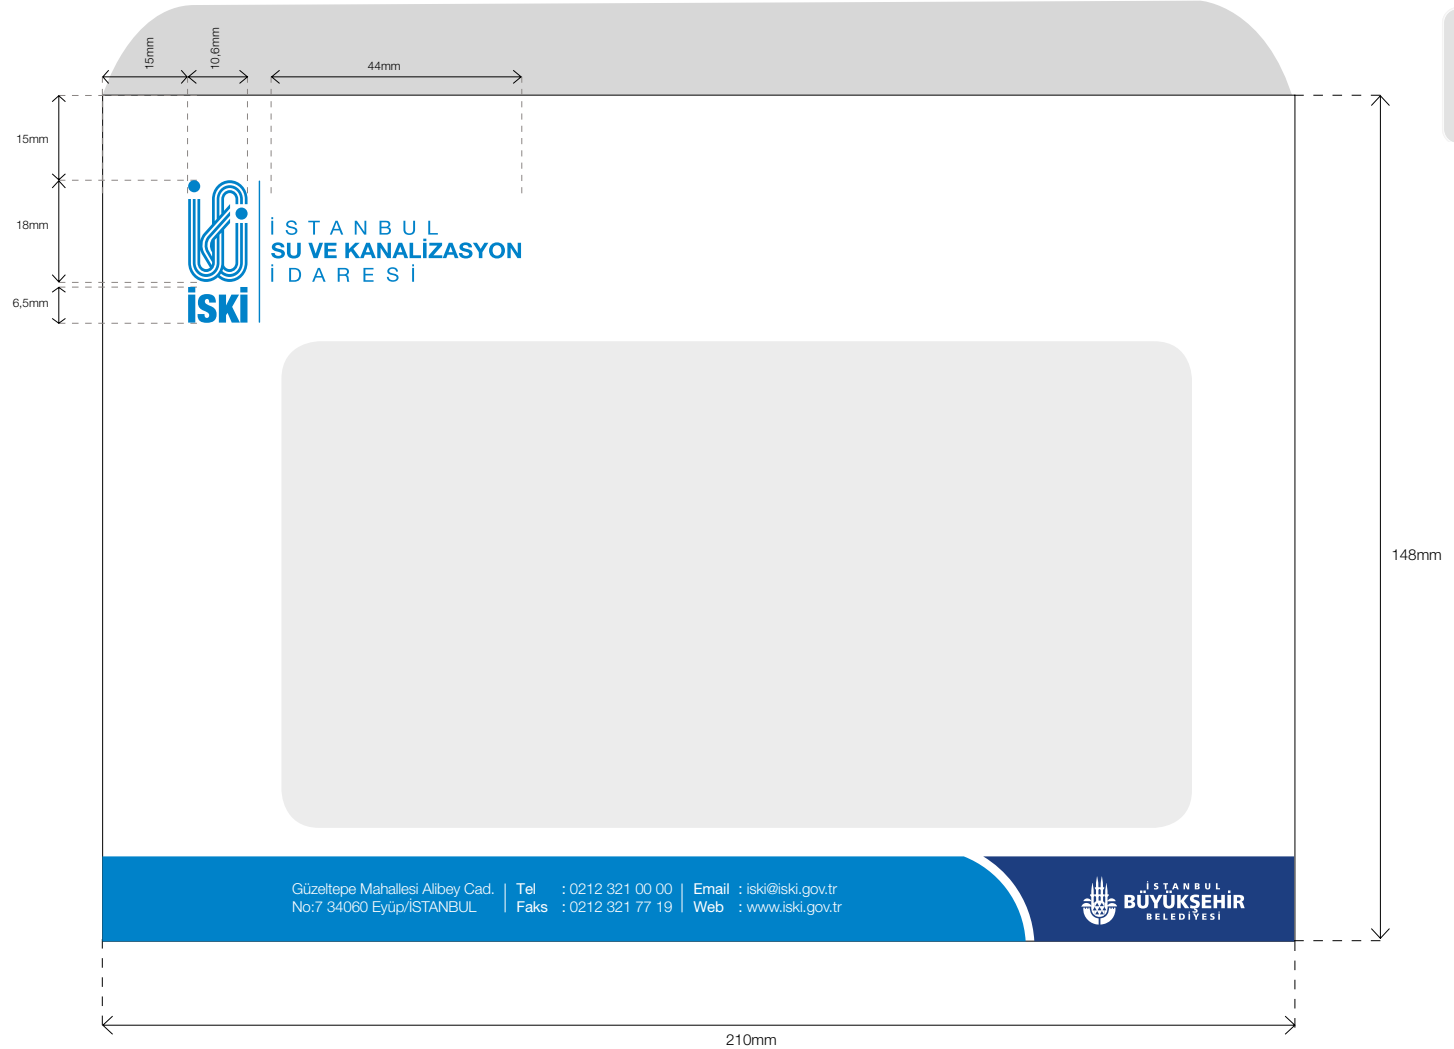 15mm
10,6mm
44mm
15mm
18mm
6,5mm
İSKİ
İSTANBUL
SU VE KANALİZASYON
İDARESİ
148mm
Güzeltepe Mahallesi Alibey Cad.
No:7 34060 Eyüp/İSTANBUL
Tel : 0212 321 00 00
Faks : 0212 321 77 19
Email : iski@iski.gov.tr
Web : www.iski.gov.tr
İSTANBUL
BÜYÜKŞEHİR
BELEDİYESİ
210mm